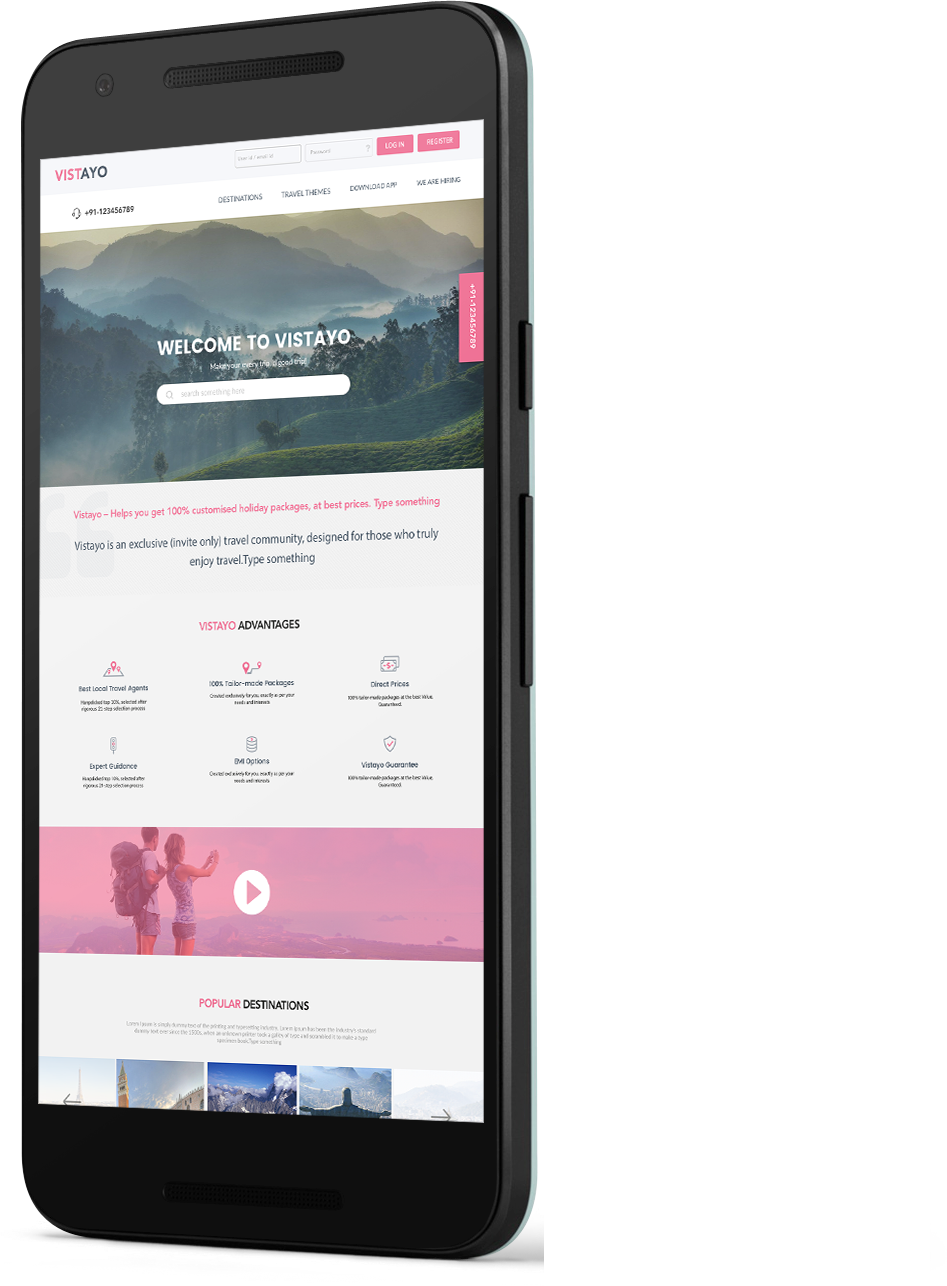 VISTAYO
User id / email id
Password
?
LOG IN
REGISTER
+91-123456789
DESTINATIONS
TRAVEL THEMES
DOWNLOAD APP
WE ARE HIRING
+91-123456789
WELCOME TO VISTAYO
Make your every trip, a good trip!
search something here
Vistayo – Helps you get 100% customised holiday packages, at best prices. Type something
Vistayo is an exclusive (invite only) travel community, designed for those who truly
enjoy travel.Type something
VISTAYO ADVANTAGES
Best Local Travel Agents
Hanpdicked top 10%, selected after
rigorous 21-step selection process
100% Tailor-made Packages
Created exclusively for you, exactly as per your
needs and interests
Direct Prices
100% tailor-made packages at the best Value,
Guaranteed.
Expert Guidance
Hanpdicked top 10%, selected after
rigorous 21-step selection process
EMI Options
Created exclusively for you, exactly as per your
needs and interests
Vistayo Guarantee
100% tailor-made packages at the best Value,
Guaranteed.
POPULAR DESTINATIONS
Lorem Ipsum is simply dummy text of the printing and typesetting industry. Lorem Ipsum has been the industry's standard
dummy text ever since the 1500s, when an unknown printer took a galley of type and scrambled it to make a type
specimen book.Type something